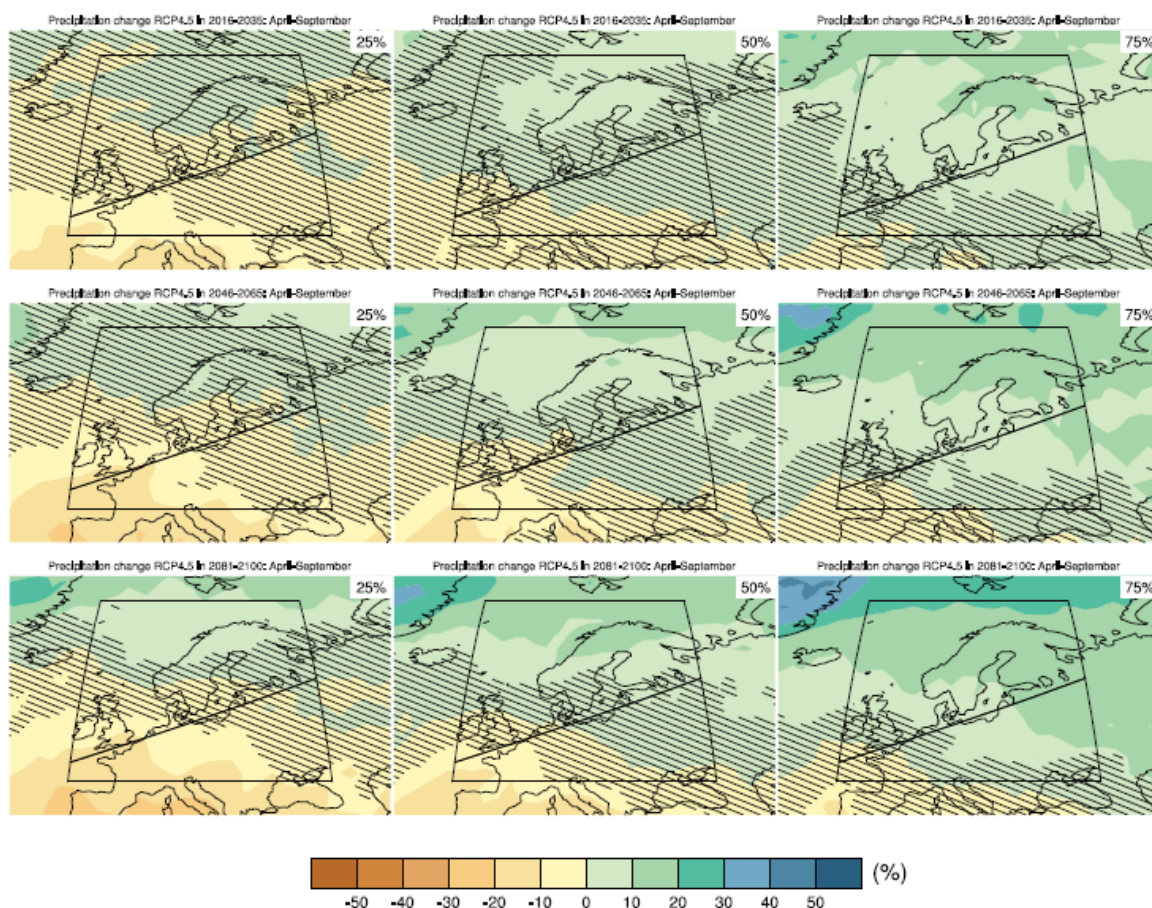 Precipitation change RCP4.5 in 2016-2035: April-September
25%
Precipitation change RCP4.5 in 2016-2035: April-September
50%
Precipitation change RCP4.5 in 2016-2035: April-September
75%
Precipitation change RCP4.5 in 2046-2065: April-September
25%
Precipitation change RCP4.5 in 2046-2065: April-September
50%
Precipitation change RCP4.5 in 2046-2065: April-September
75%
Precipitation change RCP4.5 in 2081-2100: April-September
25%
Precipitation change RCP4.5 in 2081-2100: April-September
50%
Precipitation change RCP4.5 in 2081-2100: April-September
75%
(%)
-50 -40 -30 -20 -10 0 10 20 30 40 50